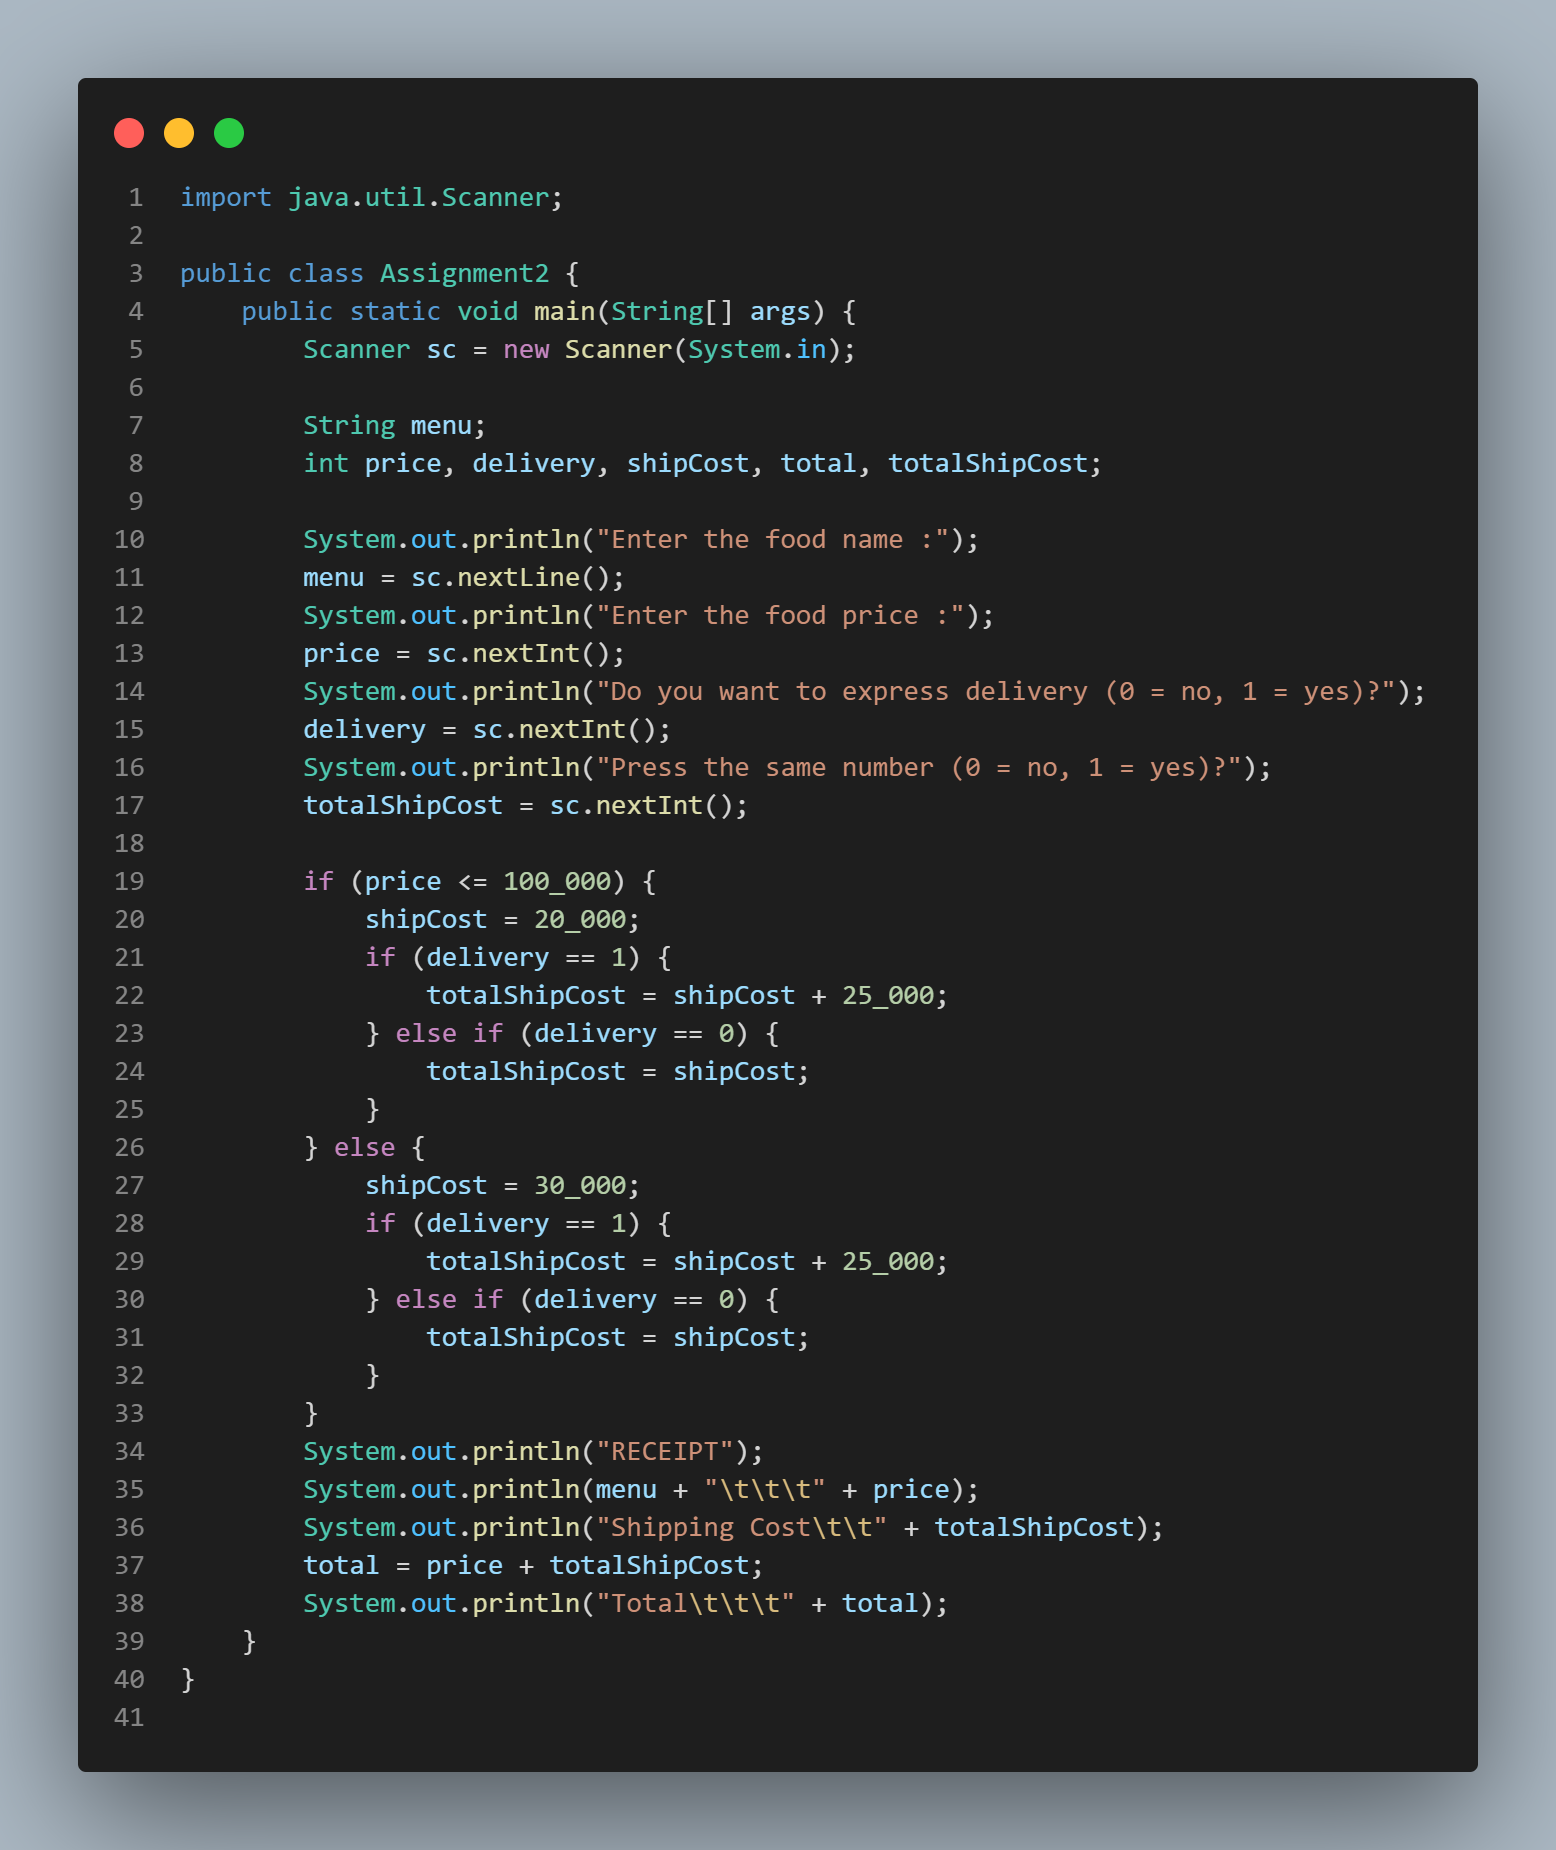 1 import java.util.Scanner;
2
3 public class Assignment2 {
4     public static void main(String[] args) {
5         Scanner sc = new Scanner(System.in);
6
7         String menu;
8         int price, delivery, shipCost, total, totalShipCost;
9
10         System.out.println("Enter the food name :");
11         menu = sc.nextLine();
12         System.out.println("Enter the food price :");
13         price = sc.nextInt();
14         System.out.println("Do you want to express delivery (0 = no, 1 = yes)?");
15         delivery = sc.nextInt();
16         System.out.println("Press the same number (0 = no, 1 = yes)?");
17         totalShipCost = sc.nextInt();
18
19         if (price <= 100_000) {
20             shipCost = 20_000;
21             if (delivery == 1) {
22                 totalShipCost = shipCost + 25_000;
23             } else if (delivery == 0) {
24                 totalShipCost = shipCost;
25             }
26         } else {
27             shipCost = 30_000;
28             if (delivery == 1) {
29                 totalShipCost = shipCost + 25_000;
30             } else if (delivery == 0) {
31                 totalShipCost = shipCost;
32             }
33         }
34         System.out.println("RECEIPT");
35         System.out.println(menu + "\t\t\t" + price);
36         System.out.println("Shipping Cost\t\t" + totalShipCost);
37         total = price + totalShipCost;
38         System.out.println("Total\t\t\t" + total);
39     }
40 }
41